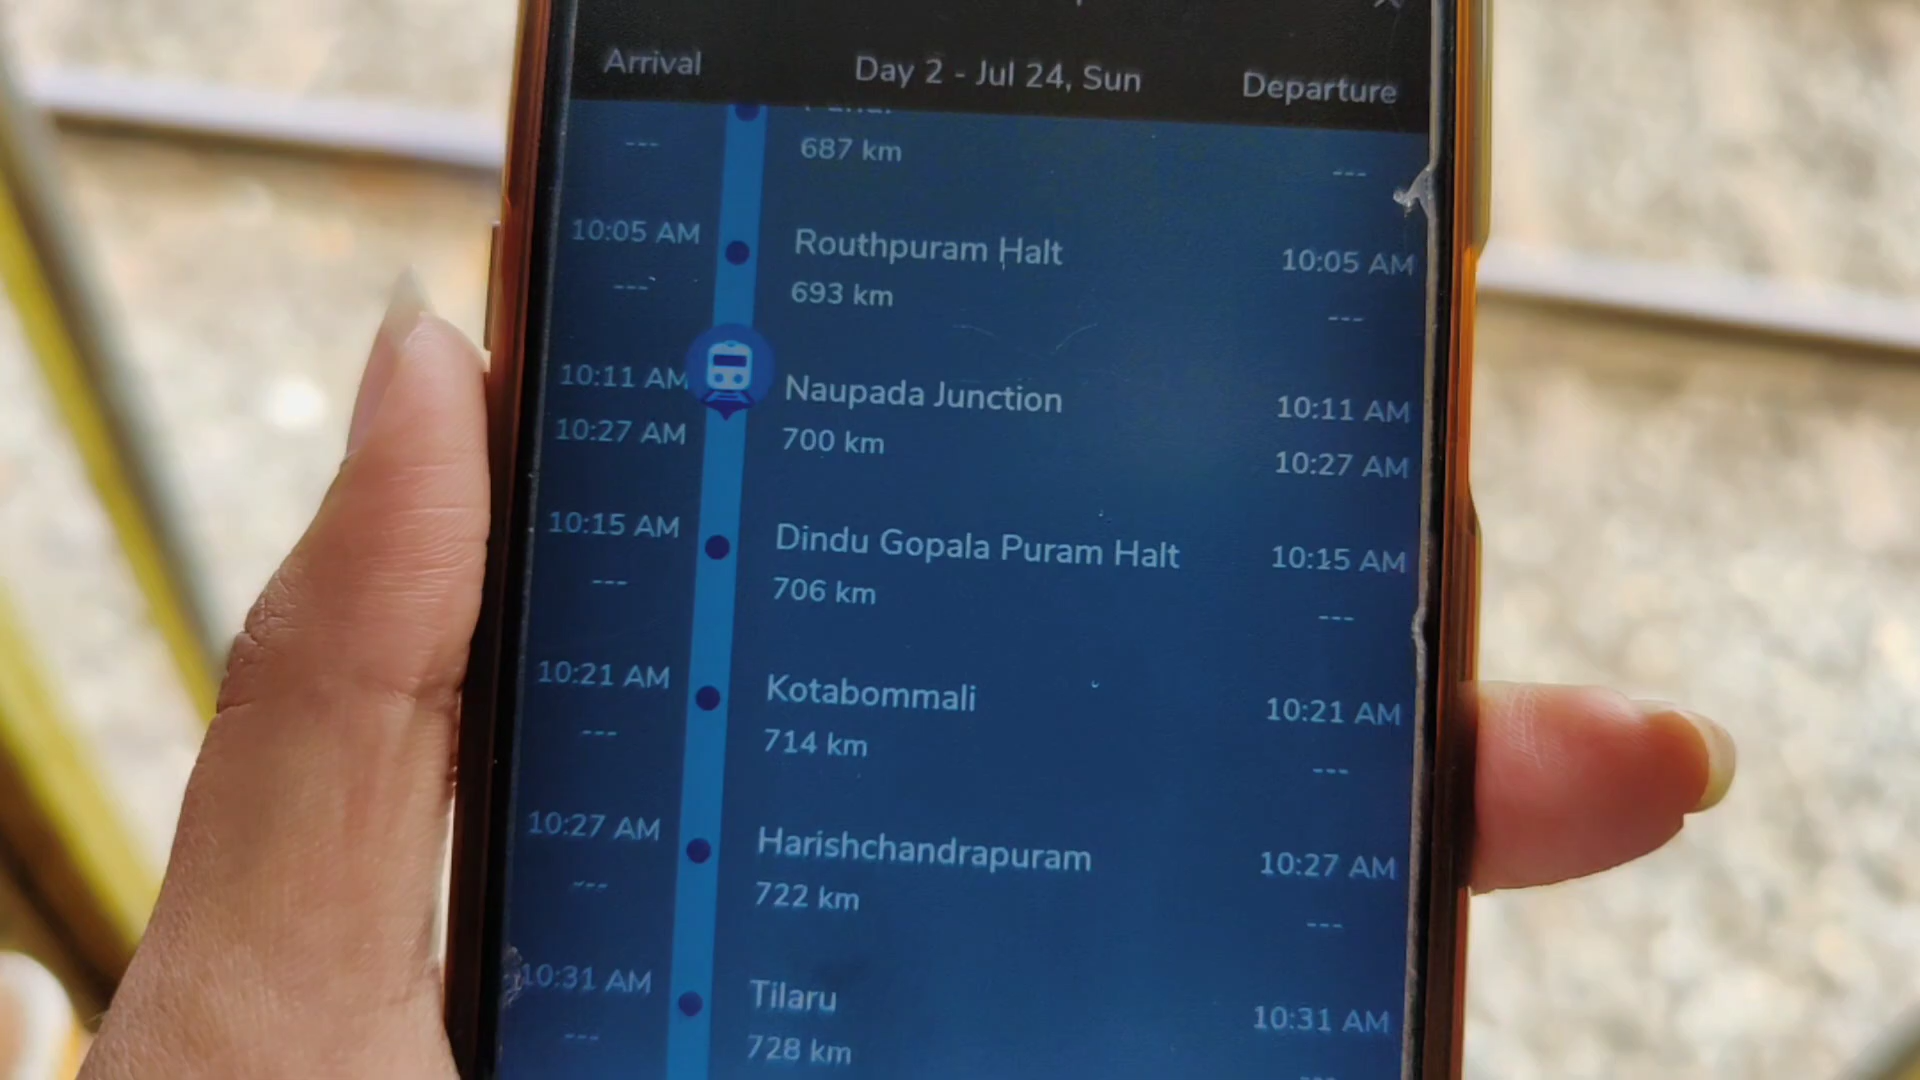 Arrival Day 2 - Jul 24, Sun Departure
687 km
--- ---
10:05 AM Routhpuram Halt 10:05 AM
--- 693 km ---
10:11 AM Naupada Junction 10:11 AM
10:27 AM 700 km 10:27 AM
10:15 AM Dindu Gopala Puram Halt 10:15 AM
--- 706 km ---
10:21 AM Kotabommali 10:21 AM
--- 714 km ---
10:27 AM Harishchandrapuram 10:27 AM
--- 722 km ---
10:31 AM Tilaru 10:31 AM
--- 728 km ---